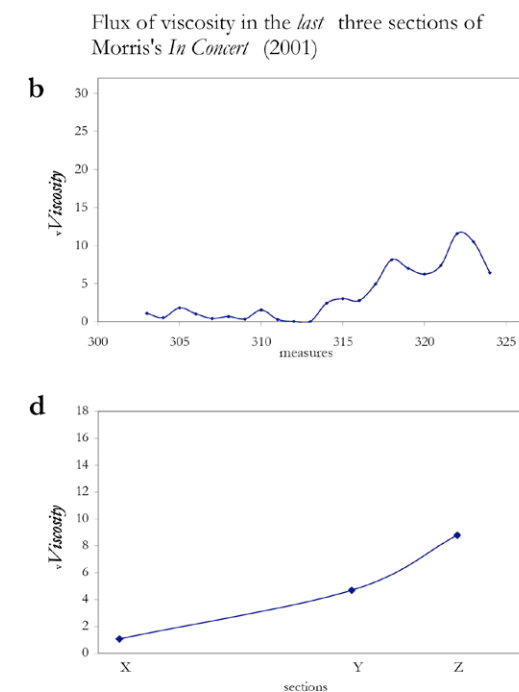 Flux of viscosity in the last three sections of
Morris's In Concert (2001)
b
30
25
20
15
10
5
0
vViscosity
300 305 310 315 320 325
measures
d
18
16
14
12
10
8
6
4
2
0
vViscosity
X Y Z
sections